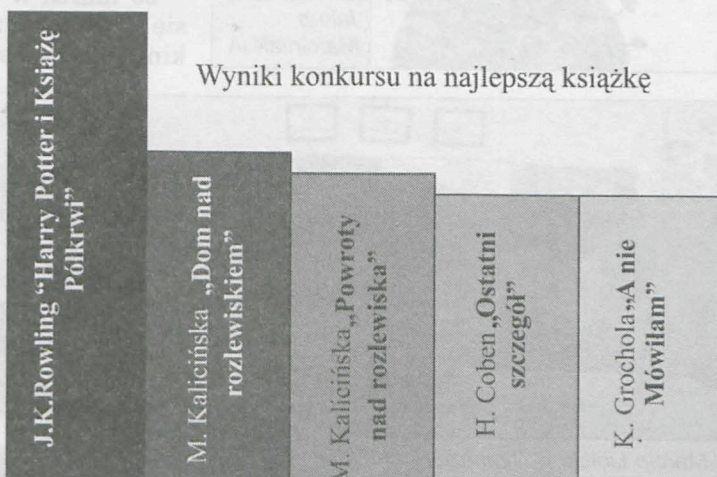 Wyniki konkursu na najlepszą książkę
J.K.Rowling “Harry Potter i Książę
Półkrwi”
M. Kalicińska „Dom nad
rozlewiskiem”
M. Kalicińska„Powroty
nad rozlewiska”
H. Coben„Ostatni
szczegół”
K. Grochola„A nie
Mówiłam”